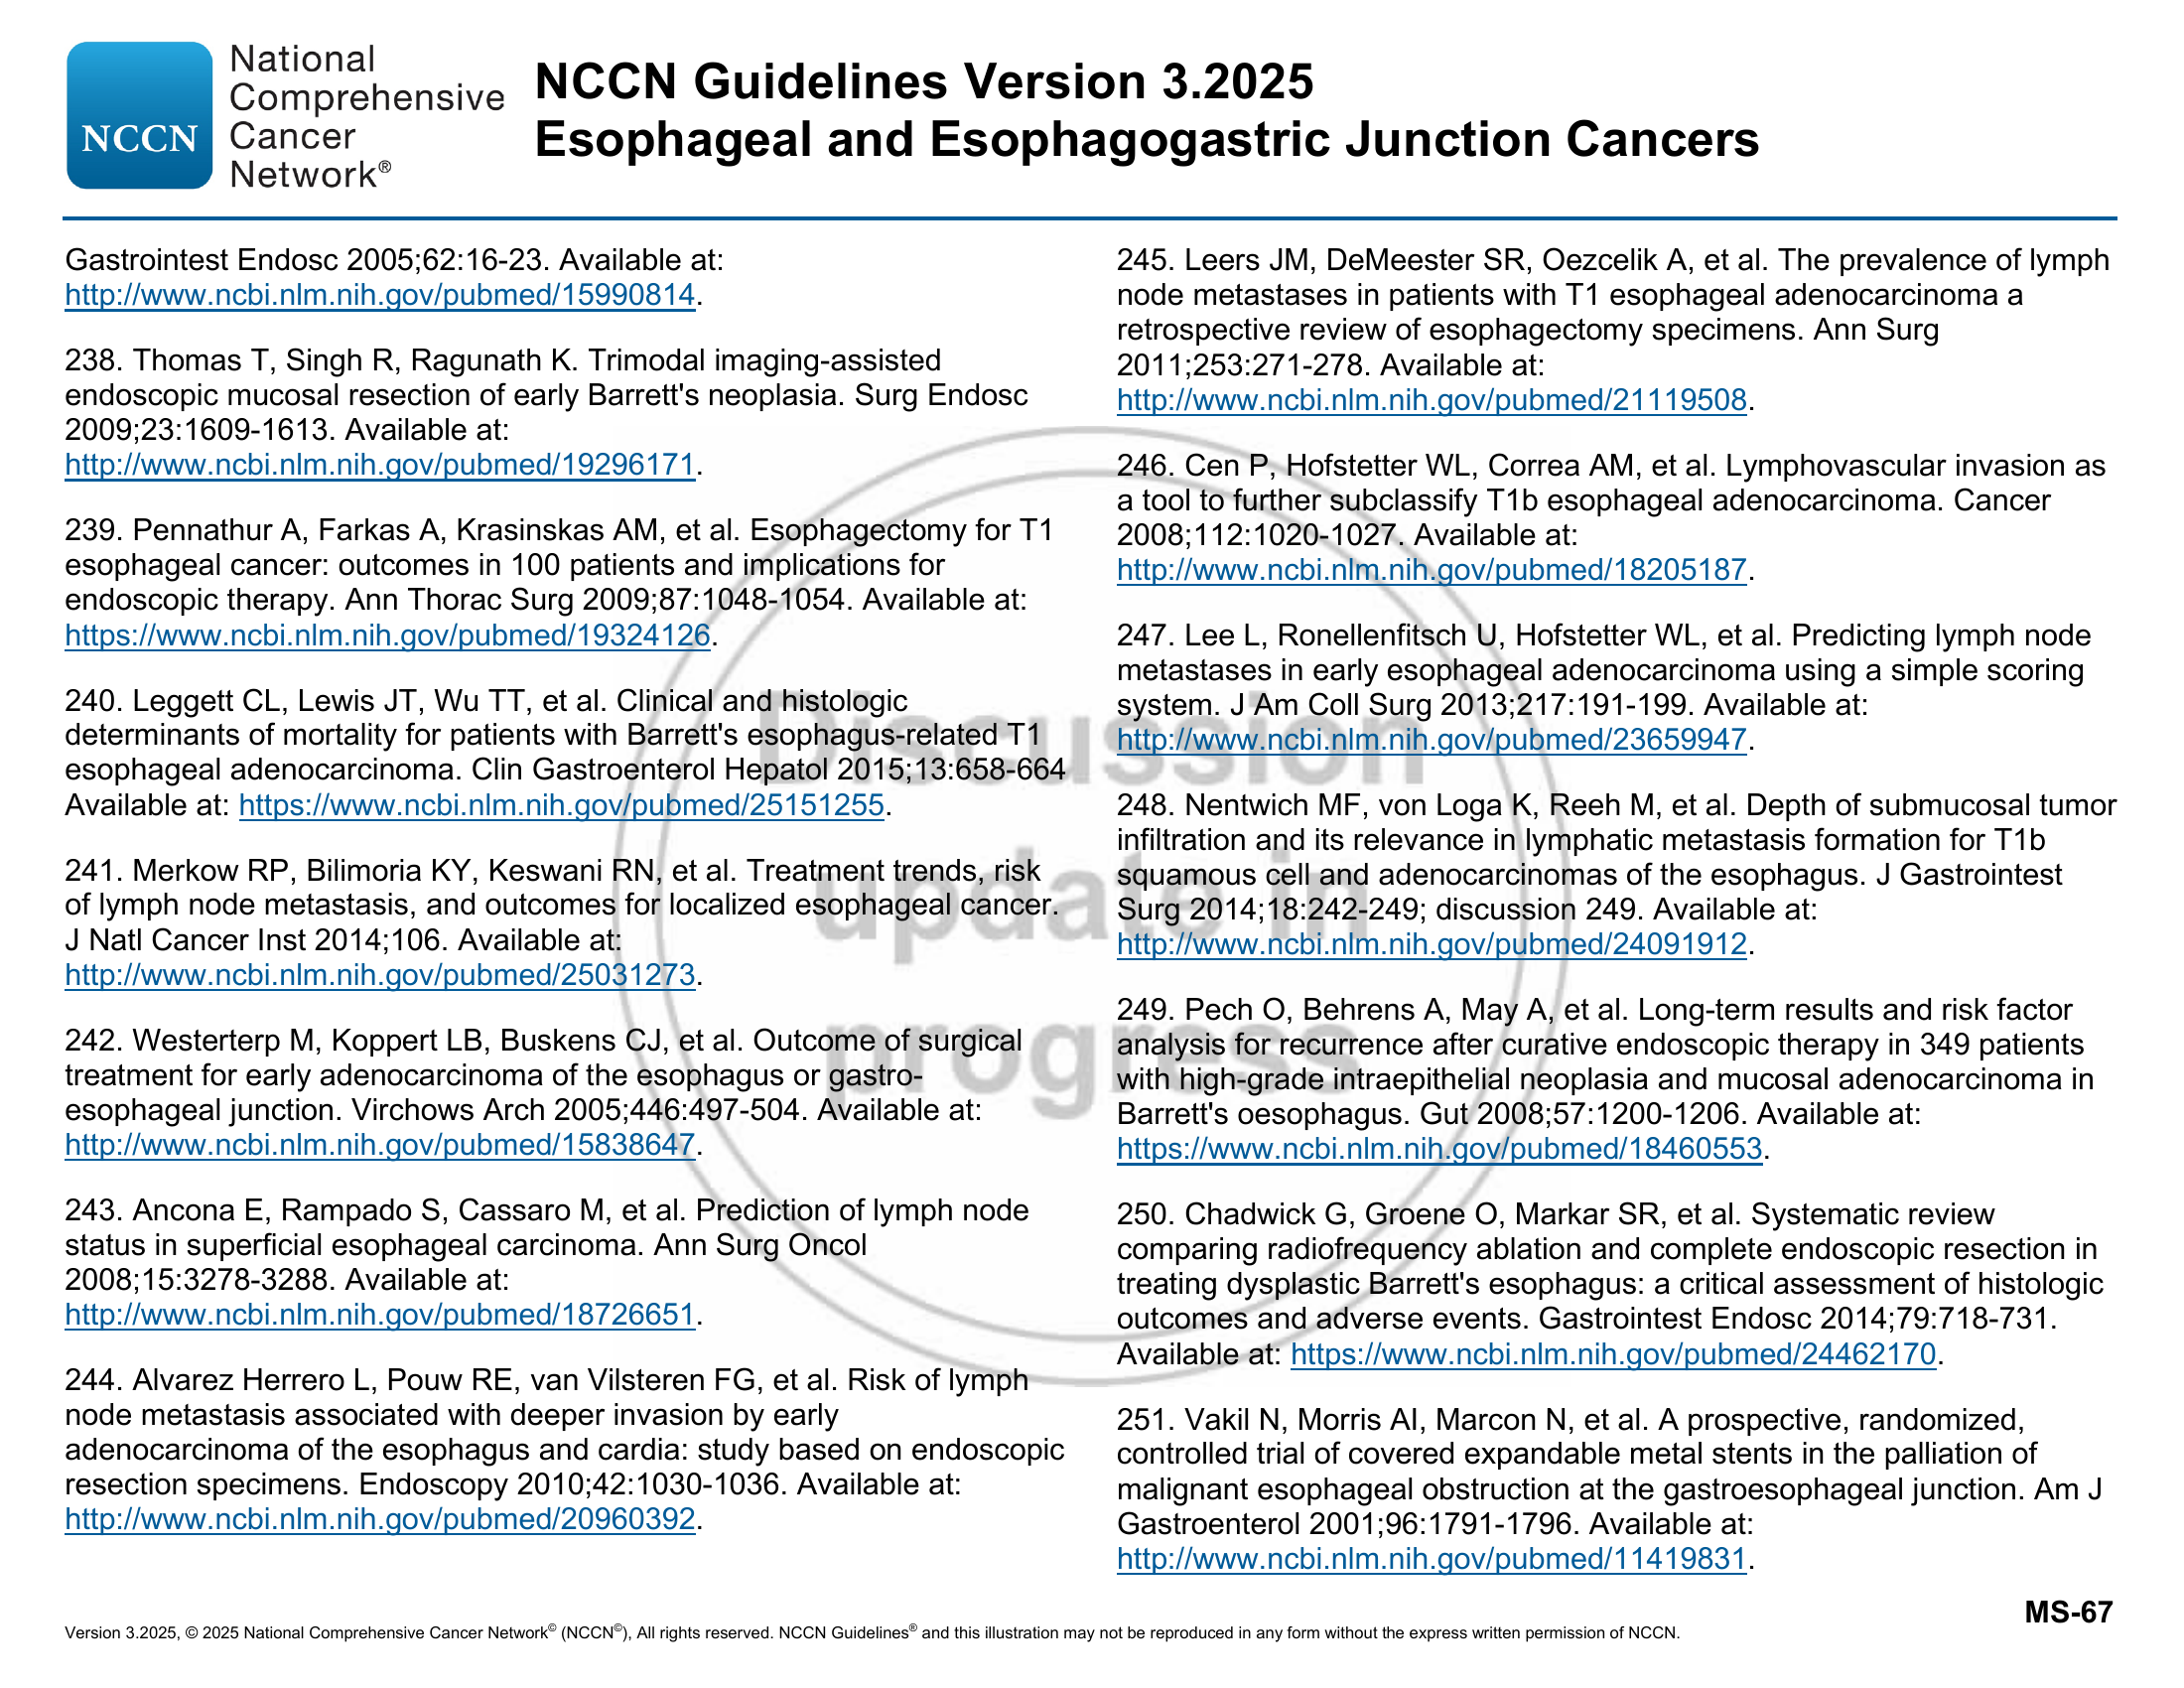 NCCN
National
Comprehensive
Cancer
Network®
NCCN Guidelines Version 3.2025
Esophageal and Esophagogastric Junction Cancers
Gastrointest Endosc 2005;62:16-23. Available at:
http://www.ncbi.nlm.nih.gov/pubmed/15990814.
238. Thomas T, Singh R, Ragunath K. Trimodal imaging-assisted
endoscopic mucosal resection of early Barrett's neoplasia. Surg Endosc
2009;23:1609-1613. Available at:
http://www.ncbi.nlm.nih.gov/pubmed/19296171.
239. Pennathur A, Farkas A, Krasinskas AM, et al. Esophagectomy for T1
esophageal cancer: outcomes in 100 patients and implications for
endoscopic therapy. Ann Thorac Surg 2009;87:1048-1054. Available at:
https://www.ncbi.nlm.nih.gov/pubmed/19324126.
240. Leggett CL, Lewis JT, Wu TT, et al. Clinical and histologic
determinants of mortality for patients with Barrett's esophagus-related T1
esophageal adenocarcinoma. Clin Gastroenterol Hepatol 2015;13:658-664
Available at: https://www.ncbi.nlm.nih.gov/pubmed/25151255.
241. Merkow RP, Bilimoria KY, Keswani RN, et al. Treatment trends, risk
of lymph node metastasis, and outcomes for localized esophageal cancer.
J Natl Cancer Inst 2014;106. Available at:
http://www.ncbi.nlm.nih.gov/pubmed/25031273.
242. Westerterp M, Koppert LB, Buskens CJ, et al. Outcome of surgical
treatment for early adenocarcinoma of the esophagus or gastro-
esophageal junction. Virchows Arch 2005;446:497-504. Available at:
http://www.ncbi.nlm.nih.gov/pubmed/15838647.
243. Ancona E, Rampado S, Cassaro M, et al. Prediction of lymph node
status in superficial esophageal carcinoma. Ann Surg Oncol
2008;15:3278-3288. Available at:
http://www.ncbi.nlm.nih.gov/pubmed/18726651.
244. Alvarez Herrero L, Pouw RE, van Vilsteren FG, et al. Risk of lymph
node metastasis associated with deeper invasion by early
adenocarcinoma of the esophagus and cardia: study based on endoscopic
resection specimens. Endoscopy 2010;42:1030-1036. Available at:
http://www.ncbi.nlm.nih.gov/pubmed/20960392.
245. Leers JM, DeMeester SR, Oezcelik A, et al. The prevalence of lymph
node metastases in patients with T1 esophageal adenocarcinoma a
retrospective review of esophagectomy specimens. Ann Surg
2011;253:271-278. Available at:
http://www.ncbi.nlm.nih.gov/pubmed/21119508.
246. Cen P, Hofstetter WL, Correa AM, et al. Lymphovascular invasion as
a tool to further subclassify T1b esophageal adenocarcinoma. Cancer
2008;112:1020-1027. Available at:
http://www.ncbi.nlm.nih.gov/pubmed/18205187.
247. Lee L, Ronellenfitsch U, Hofstetter WL, et al. Predicting lymph node
metastases in early esophageal adenocarcinoma using a simple scoring
system. J Am Coll Surg 2013;217:191-199. Available at:
http://www.ncbi.nlm.nih.gov/pubmed/23659947.
248. Nentwich MF, von Loga K, Reeh M, et al. Depth of submucosal tumor
infiltration and its relevance in lymphatic metastasis formation for T1b
squamous cell and adenocarcinomas of the esophagus. J Gastrointest
Surg 2014;18:242-249; discussion 249. Available at:
http://www.ncbi.nlm.nih.gov/pubmed/24091912.
249. Pech O, Behrens A, May A, et al. Long-term results and risk factor
analysis for recurrence after curative endoscopic therapy in 349 patients
with high-grade intraepithelial neoplasia and mucosal adenocarcinoma in
Barrett's oesophagus. Gut 2008;57:1200-1206. Available at:
https://www.ncbi.nlm.nih.gov/pubmed/18460553.
250. Chadwick G, Groene O, Markar SR, et al. Systematic review
comparing radiofrequency ablation and complete endoscopic resection in
treating dysplastic Barrett's esophagus: a critical assessment of histologic
outcomes and adverse events. Gastrointest Endosc 2014;79:718-731.
Available at: https://www.ncbi.nlm.nih.gov/pubmed/24462170.
251. Vakil N, Morris AI, Marcon N, et al. A prospective, randomized,
controlled trial of covered expandable metal stents in the palliation of
malignant esophageal obstruction at the gastroesophageal junction. Am J
Gastroenterol 2001;96:1791-1796. Available at:
http://www.ncbi.nlm.nih.gov/pubmed/11419831.
Discussion
update in
progress
MS-67
Version 3.2025, © 2025 National Comprehensive Cancer Network© (NCCN©), All rights reserved. NCCN Guidelines® and this illustration may not be reproduced in any form without the express written permission of NCCN.